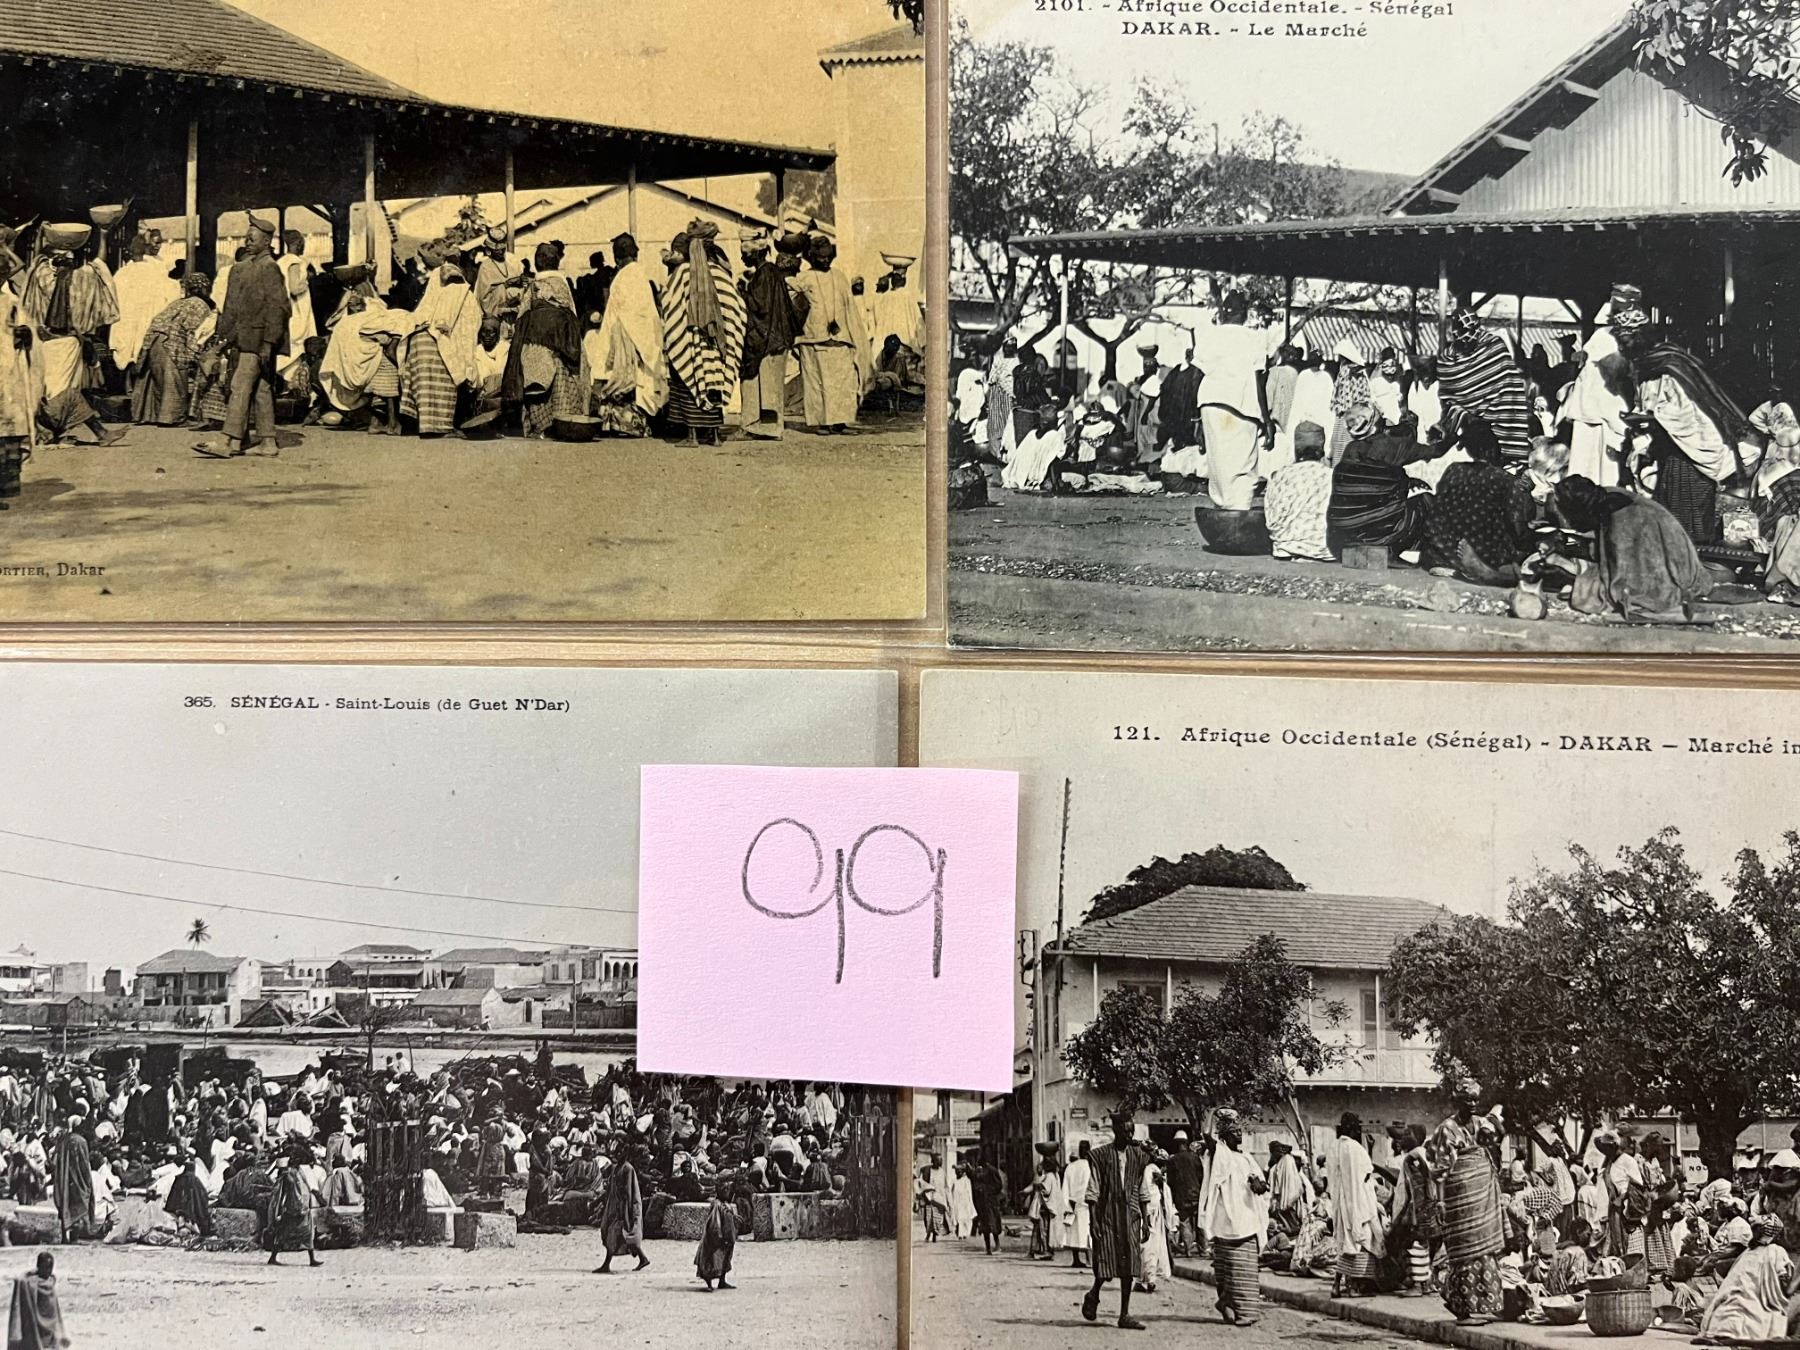 2101. - Afrique Occidentale. - Sénégal
DAKAR. - Le Marché
ORTIER, Dakar
365. SÉNÉGAL - Saint-Louis (de Guet N'Dar)
121. Afrique Occidentale (Sénégal) - DAKAR — Marché in
99
NO